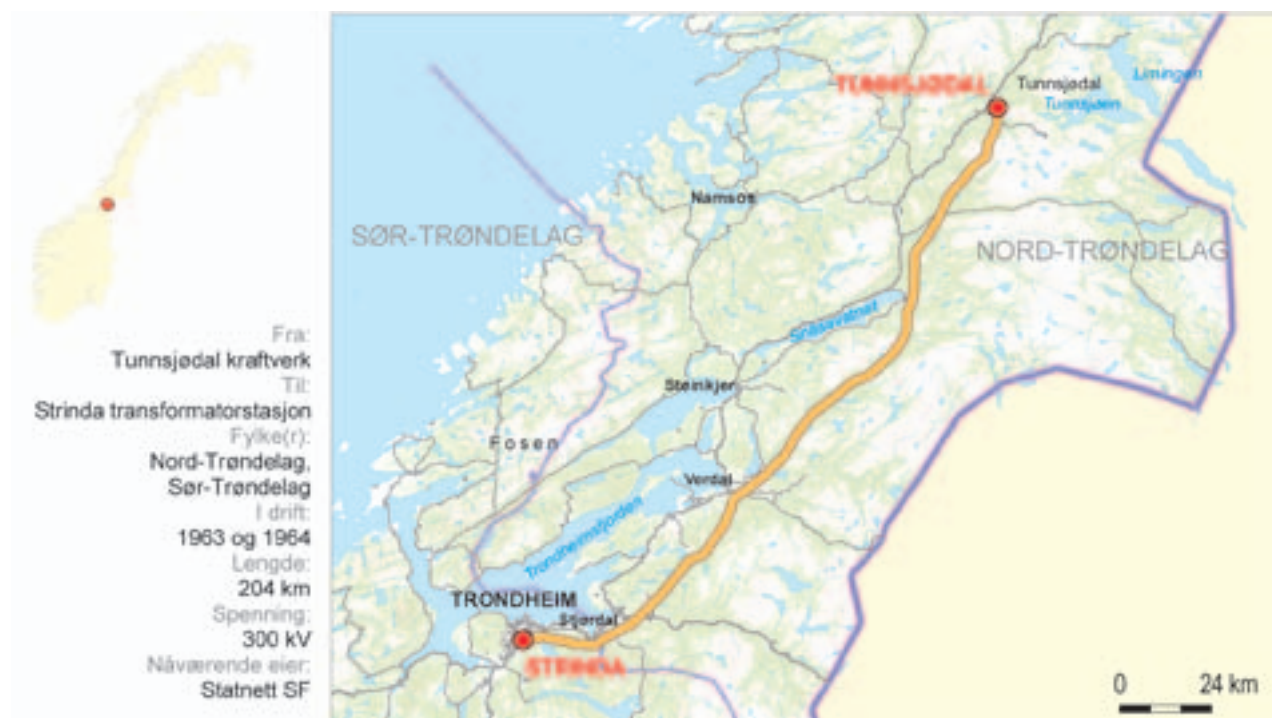 Fra:
Tunnsjødal kraftverk
Til:
Strinda transformatorstasjon
Fylke(r):
Nord-Trøndelag,
Sør-Trøndelag
I drift:
1963 og 1964
Lengde:
204 km
Spenning:
300 kV
Nåværende eier:
Statnett SF
TUNNSJØDAL
Tunnsjødal
Limingen
Tunnsjøen
Namsos
SØR-TRØNDELAG
NORD-TRØNDELAG
Snåsavatnet
Steinkjer
Fosen
Verdal
Trondheimsfjorden
TRONDHEIM
Stjørdal
STRINDA
0 24 km